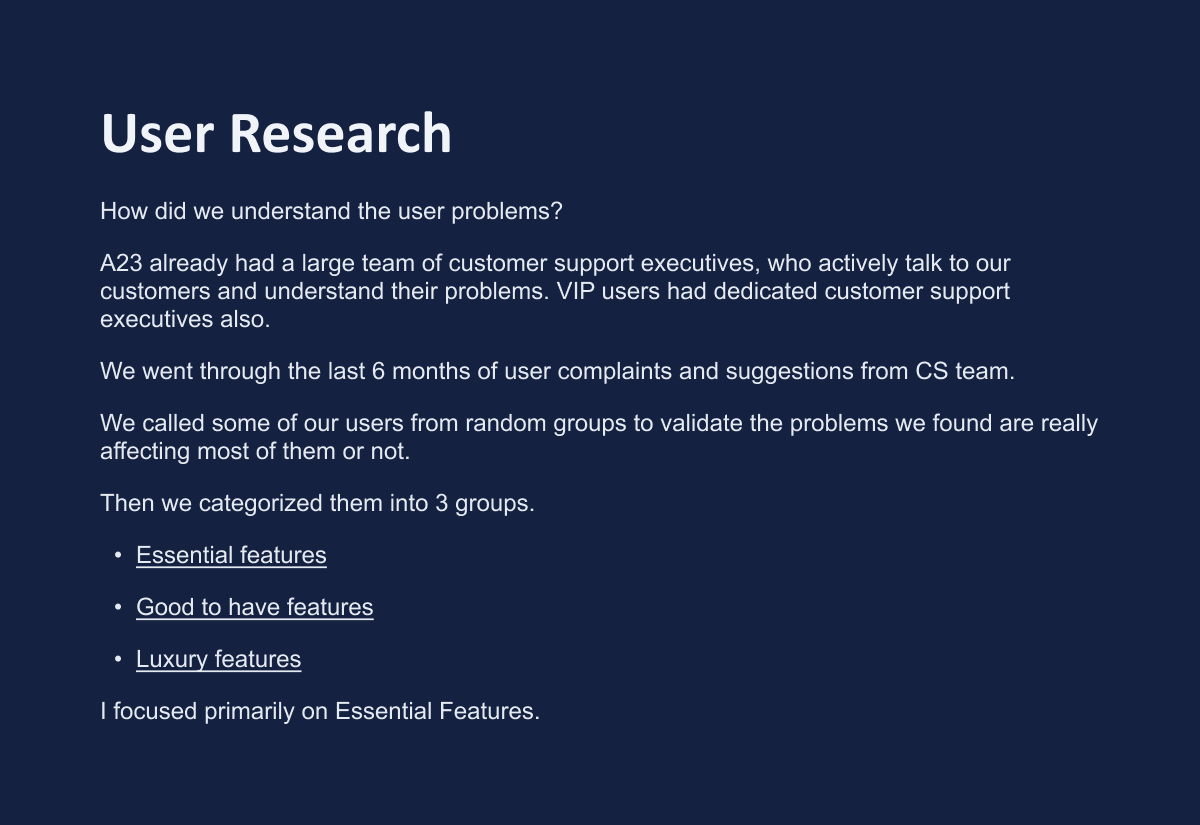 User Research
How did we understand the user problems?
A23 already had a large team of customer support executives, who actively talk to our
customers and understand their problems. VIP users had dedicated customer support
executives also.
We went through the last 6 months of user complaints and suggestions from CS team.
We called some of our users from random groups to validate the problems we found are really
affecting most of them or not.
Then we categorized them into 3 groups.
• Essential features
• Good to have features
• Luxury features
I focused primarily on Essential Features.